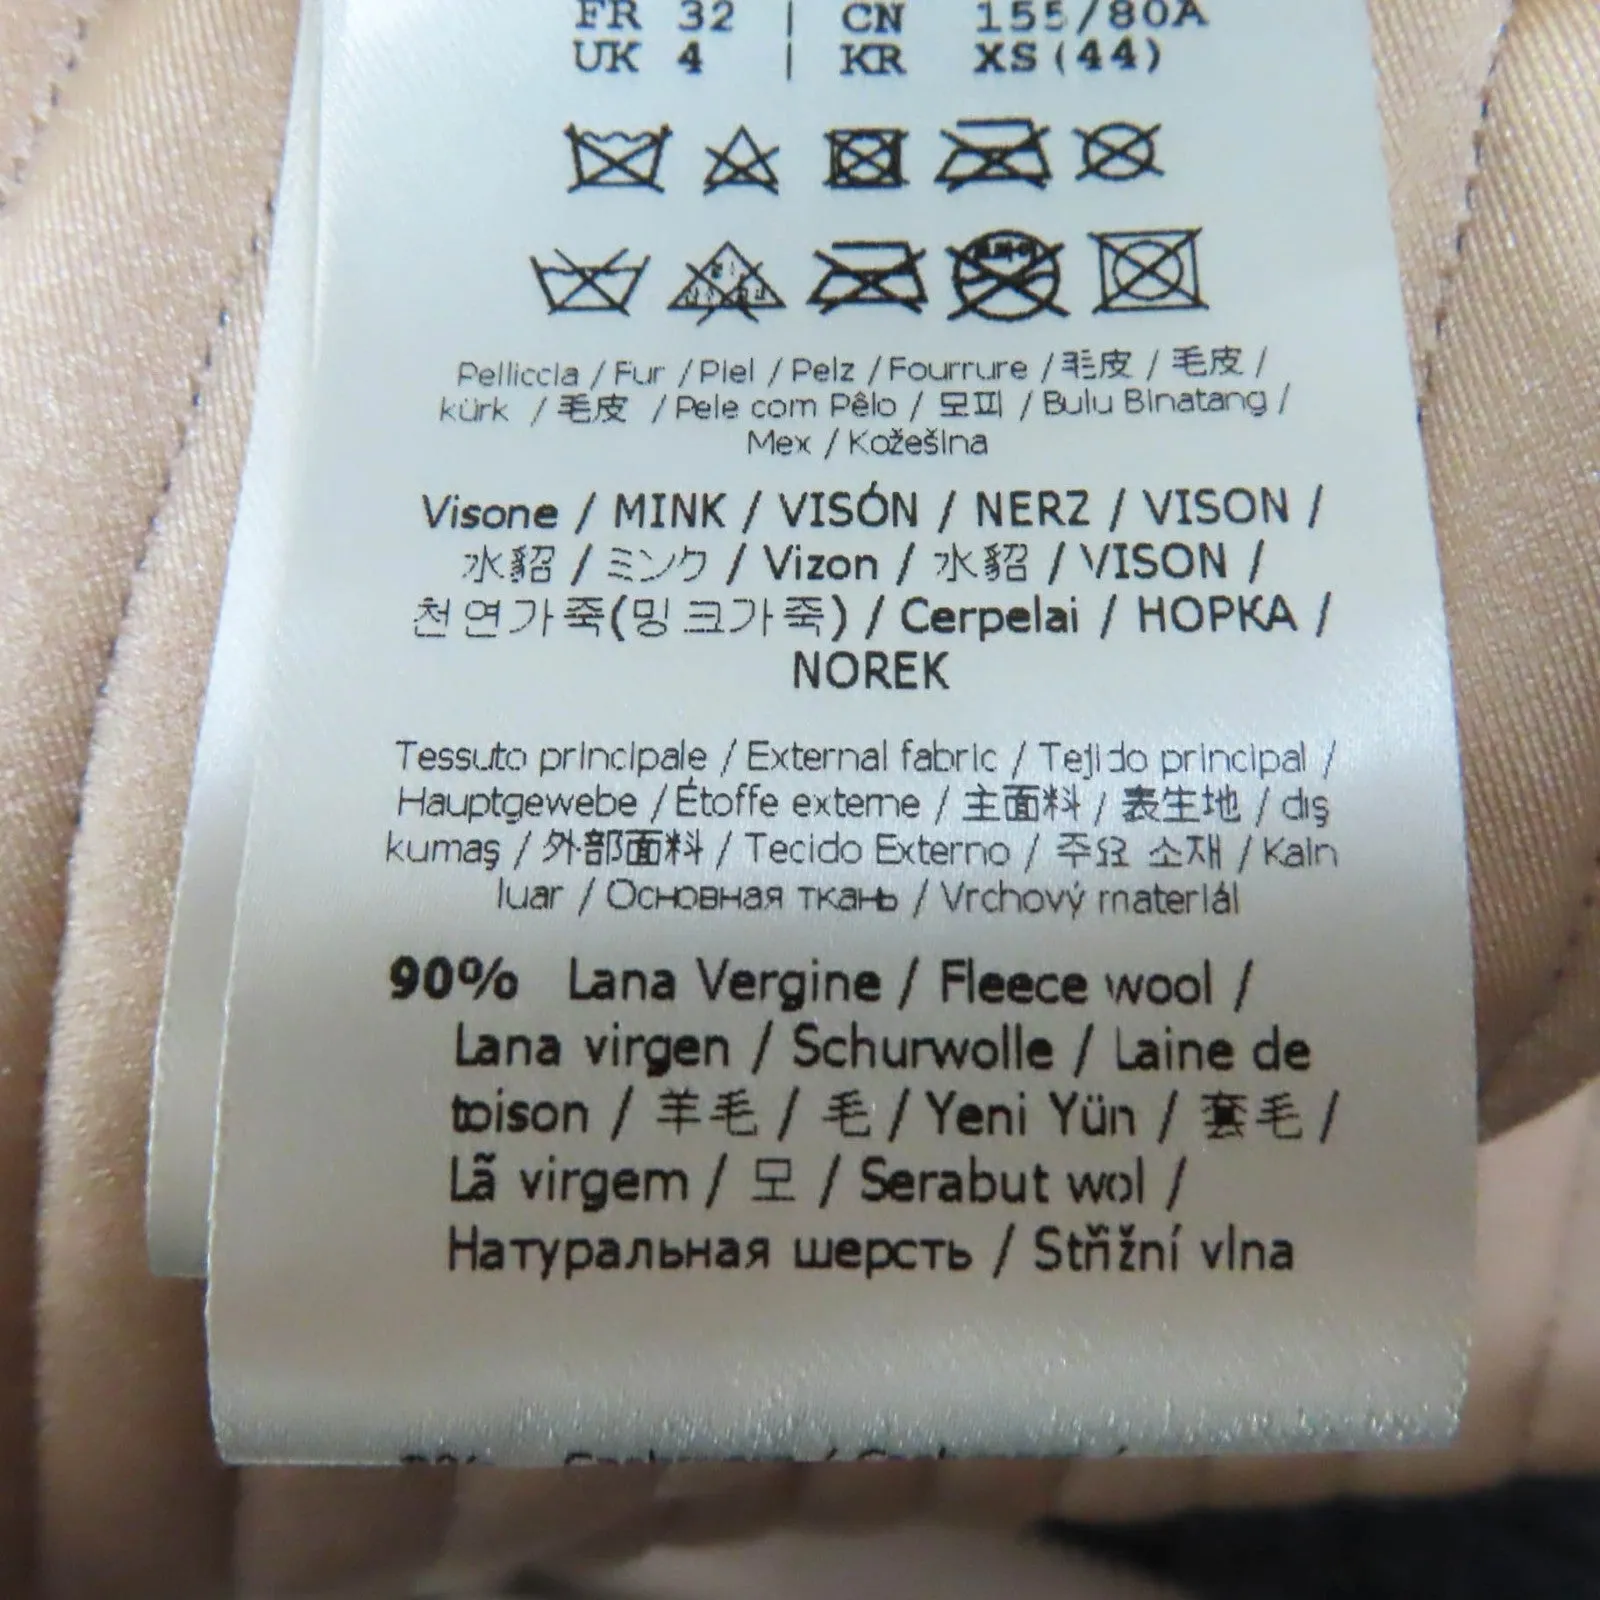 FR 32 | CN 155/80A
UK 4 | KR XS(44)
Pelliccia / Fur / Piel / Pelz / Fourrure / 毛皮 / 毛皮 /
kürk / 毛皮 / Pele com Pêlo / 모피 / Bulu Binatang /
Mex / Kožešina
Visone / MINK / VISÓN / NERZ / VISON /
水貂 / ミンク / Vizon / 水貂 / VISON /
천연가죽(밍크가죽) / Cerpelai / НОРКА /
NOREK
Tessuto principale / External fabric / Tejido principal /
Hauptgewebe / Étoffe externe / 主面料 / 表生地 / dış
kumaş / 外部面料 / Tecido Externo / 주요 소재 / Kain
luar / Основная ткань / Vrchový materiál
90% Lana Vergine / Fleece wool /
Lana virgen / Schurwolle / Laine de
toison / 羊毛 / 毛 / Yeni Yün / 套毛 /
Lã virgem / 모 / Serabut wol /
Натуральная шерсть / Střižní vlna